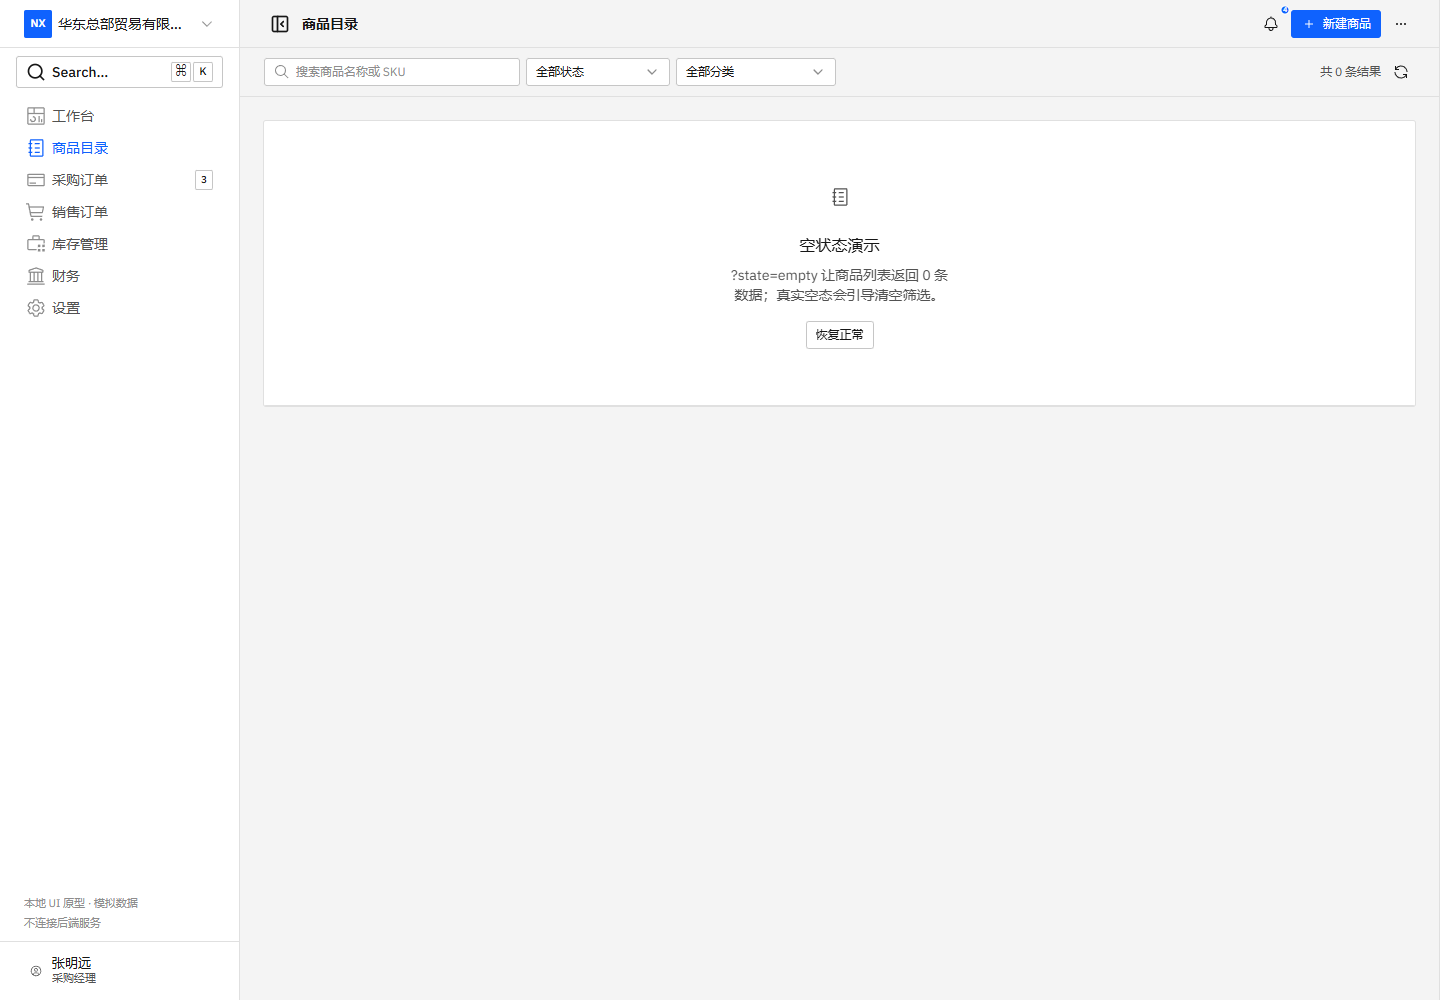 NX 华东总部贸易有限...
Search... ⌘ K
工作台
商品目录
采购订单 3
销售订单
库存管理
财务
设置
本地 UI 原型 · 模拟数据
不连接后端服务
张明远
采购经理
商品目录
4
新建商品
搜索商品名称或 SKU
全部状态
全部分类
共 0 条结果
空状态演示
?state=empty 让商品列表返回 0 条
数据；真实空态会引导清空筛选。
恢复正常